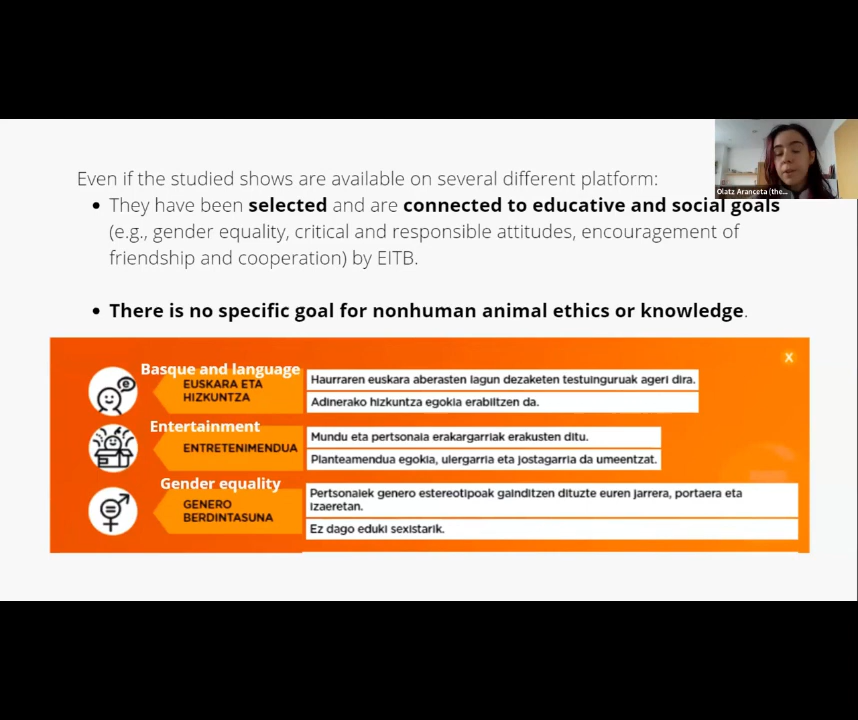 Even if the studied shows are available on several different platform:
• They have been selected and are connected to educative and social goals
(e.g., gender equality, critical and responsible attitudes, encouragement of
friendship and cooperation) by EITB.
• There is no specific goal for nonhuman animal ethics or knowledge.
Olatz Aranceta (the...
X
Basque and language
EUSKARA ETA
HIZKUNTZA
Haurraren euskara aberasten lagun dezaketen testuinguruak ageri dira.
Adinerako hizkuntza egokia erabiltzen da.
Entertainment
ENTRETENIMENDUA
Mundu eta pertsonaia erakargarriak erakusten ditu.
Planteamendua egokia, ulergarria eta jostagarria da umeentzat.
Gender equality
GENERO
BERDINTASUNA
Pertsonaiek genero estereotipoak gainditzen dituzte euren jarrera, portaera eta
izaeretan.
Ez dago eduki sexistarik.